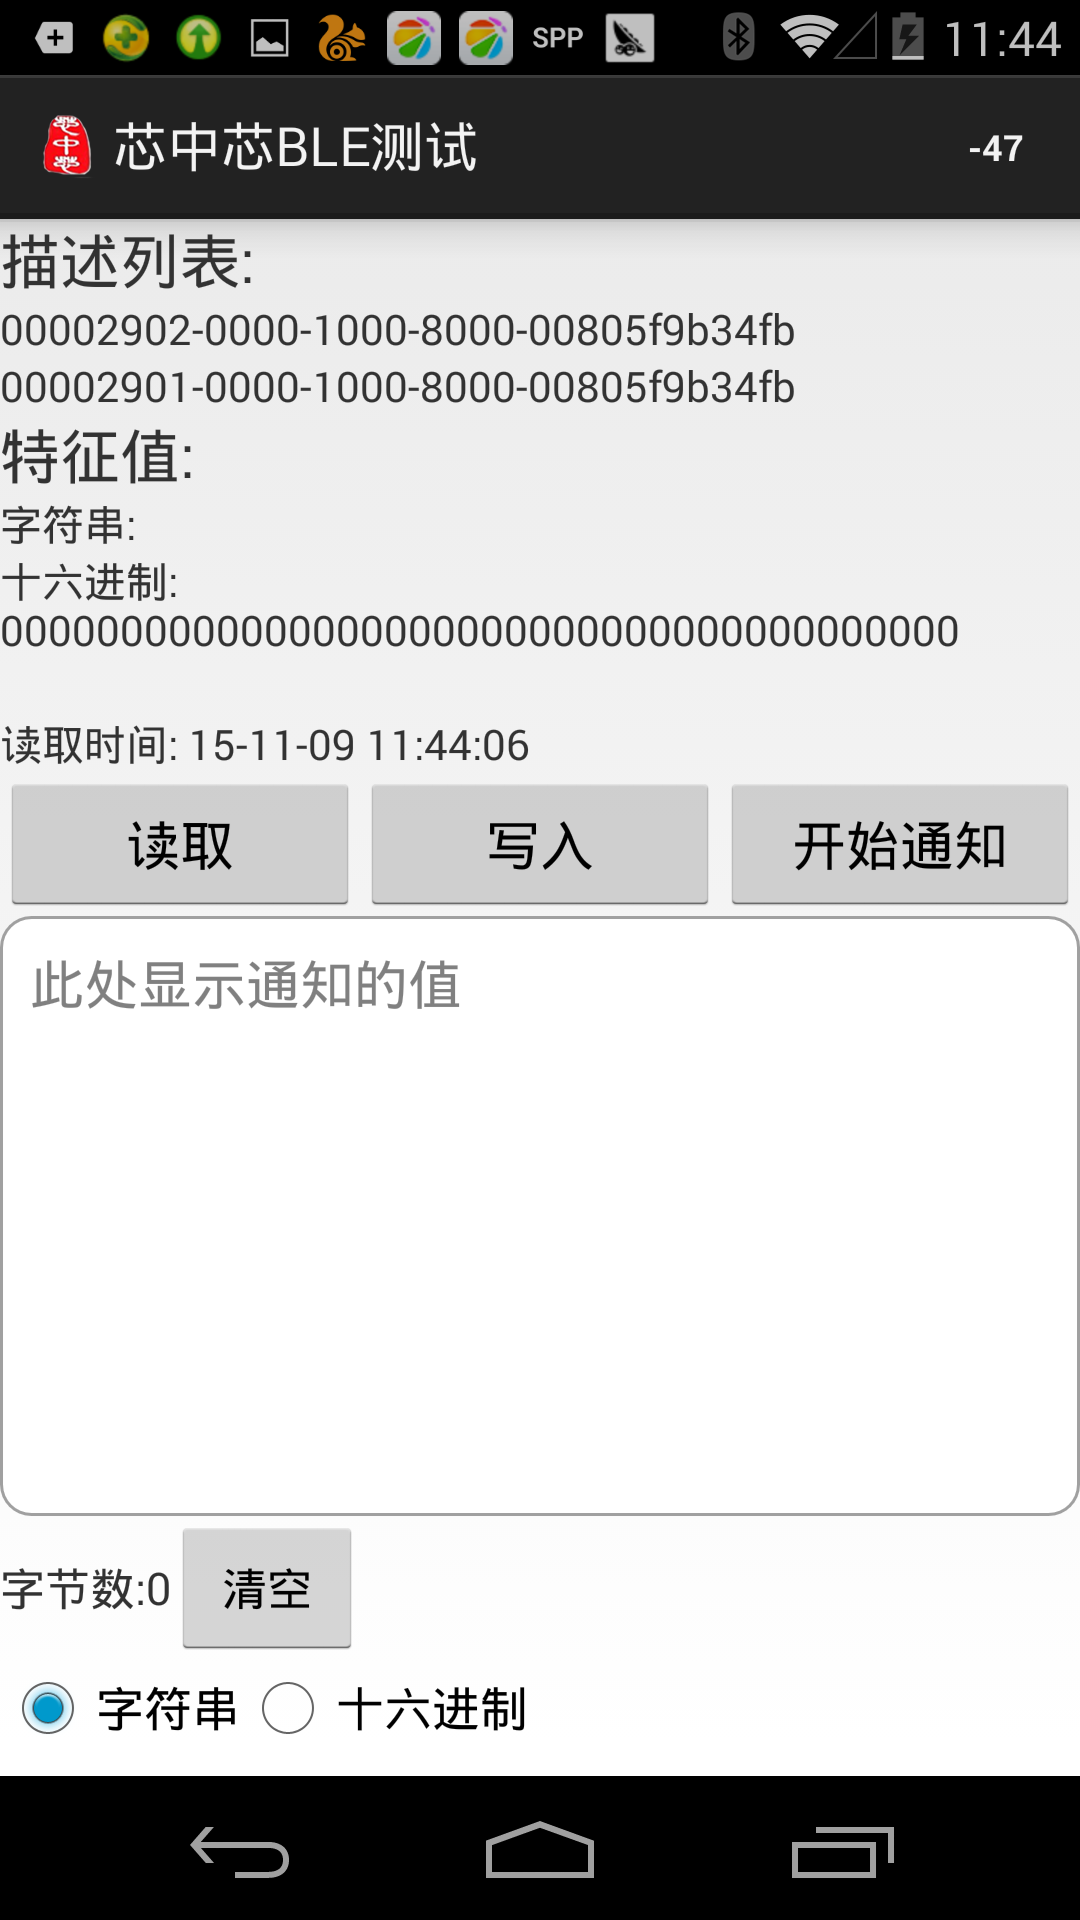 SPP 11:44
芯中芯BLE测试 -47
描述列表:
00002902-0000-1000-8000-00805f9b34fb
00002901-0000-1000-8000-00805f9b34fb
特征值:
字符串:
十六进制:
0000000000000000000000000000000000000000
读取时间: 15-11-09 11:44:06
读取 写入 开始通知
此处显示通知的值
字节数:0 清空
字符串 十六进制